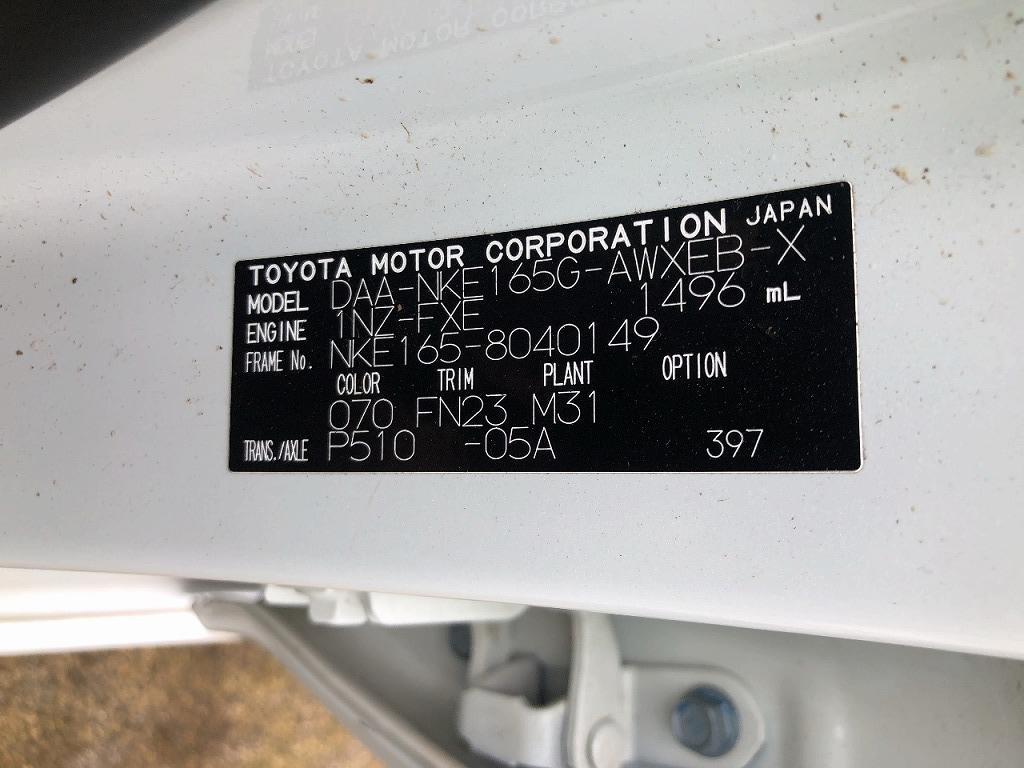 TOYOTA MOTOR CORPORATION JAPAN
MODEL DAA-NKE165G-AWXEB-X
ENGINE 1NZ-FXE 1496 mL
FRAME No. NKE165-8040149
COLOR TRIM PLANT OPTION
070 FN23 M31
TRANS./AXLE P510 -05A 397